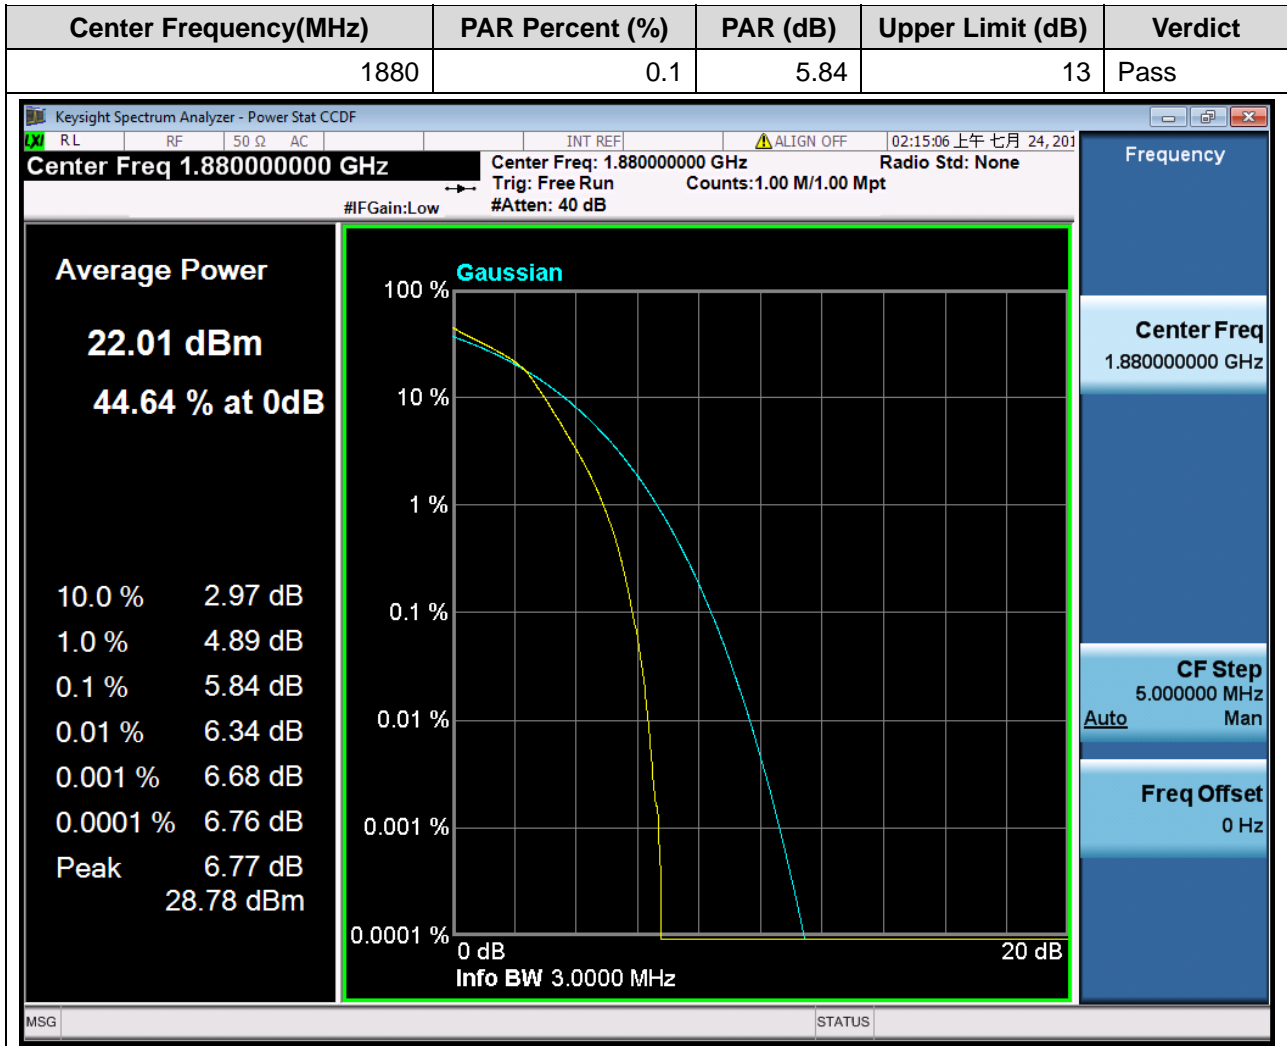 Center Frequency(MHz) PAR Percent (%) PAR (dB) Upper Limit (dB) Verdict
1880 0.1 5.84 13 Pass
Keysight Spectrum Analyzer - Power Stat CCDF
LXI RL RF 50 Ω AC INT REF ALIGN OFF 02:15:06 上午 七月 24, 201
Center Freq 1.880000000 GHz
Center Freq: 1.880000000 GHz Radio Std: None
Trig: Free Run Counts:1.00 M/1.00 Mpt
#IFGain:Low #Atten: 40 dB
Average Power
22.01 dBm
44.64 % at 0dB
10.0 % 2.97 dB
1.0 % 4.89 dB
0.1 % 5.84 dB
0.01 % 6.34 dB
0.001 % 6.68 dB
0.0001 % 6.76 dB
Peak 6.77 dB
28.78 dBm
Gaussian
100 %
10 %
1 %
0.1 %
0.01 %
0.001 %
0.0001 %
0 dB 20 dB
Info BW 3.0000 MHz
Frequency
Center Freq
1.880000000 GHz
CF Step
5.000000 MHz
Auto Man
Freq Offset
0 Hz
MSG STATUS